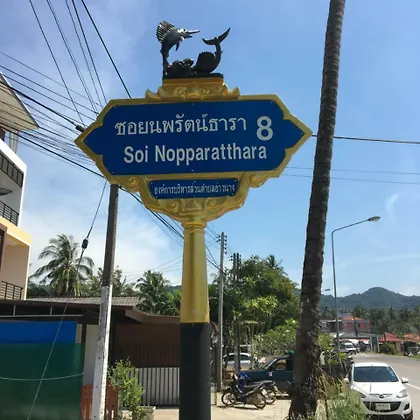 ซอยนพรัตน์ธารา 8
Soi Nopparatthara
องค์การบริหารส่วนตำบลอ่าวนาง